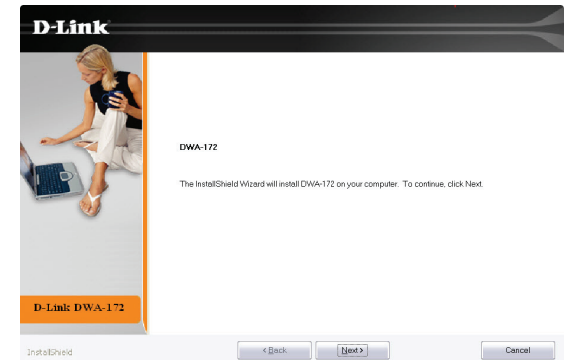 D-Link
DWA-172
The InstallShield Wizard will install DWA-172 on your computer. To continue, click Next.
D-Link DWA-172
InstallShield
< Back
Next >
Cancel